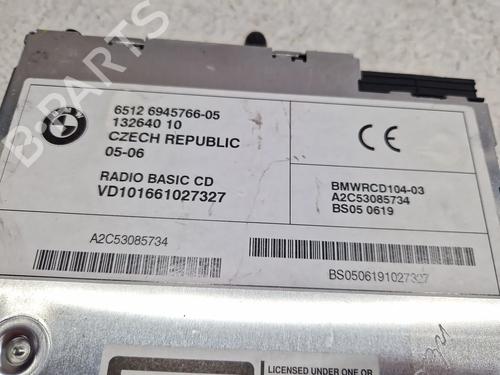 BMW
6512 6945766-05
132640 10
CZECH REPUBLIC
05-06
RADIO BASIC CD
VD101661027327
BMWRCD104-03
A2C53085734
BS05 0619
A2C53085734
BS0506191027327
LICENSED UNDER ONE OR
B-PARTS